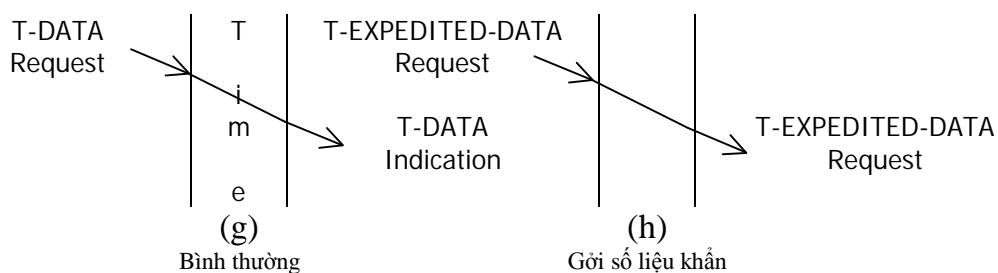 T-DATA
Request
T
i
m
e
T-DATA
Indication
(g)
Bình thường
T-EXPEDITED-DATA
Request
T-EXPEDITED-DATA
Request
(h)
Gởi số liệu khẩn